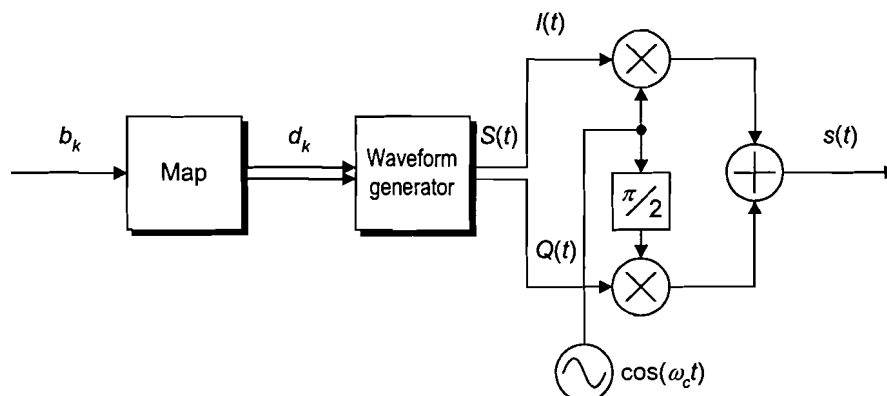 I(t)
b_k
Map
d_k
Waveform
generator
S(t)
π/2
s(t)
Q(t)
cos(ω_c t)